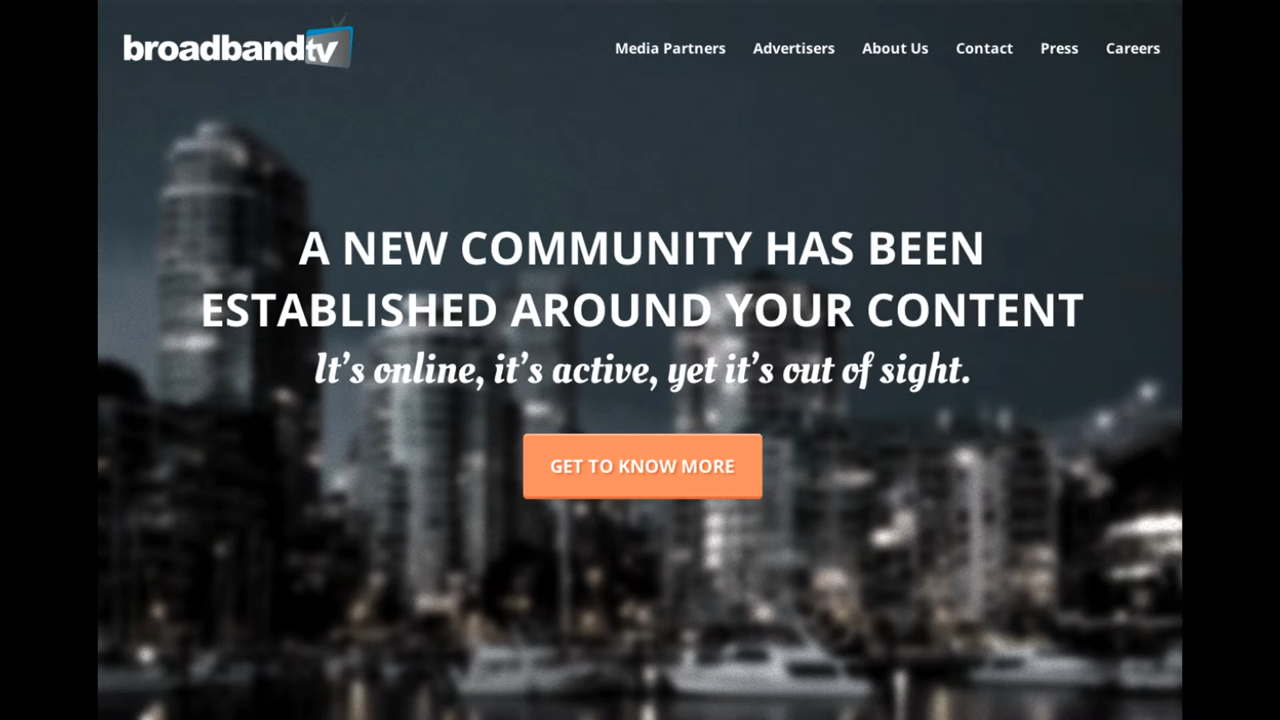 broadbandtv
Media Partners Advertisers About Us Contact Press Careers
A NEW COMMUNITY HAS BEEN
ESTABLISHED AROUND YOUR CONTENT
It's online, it's active, yet it's out of sight.
GET TO KNOW MORE